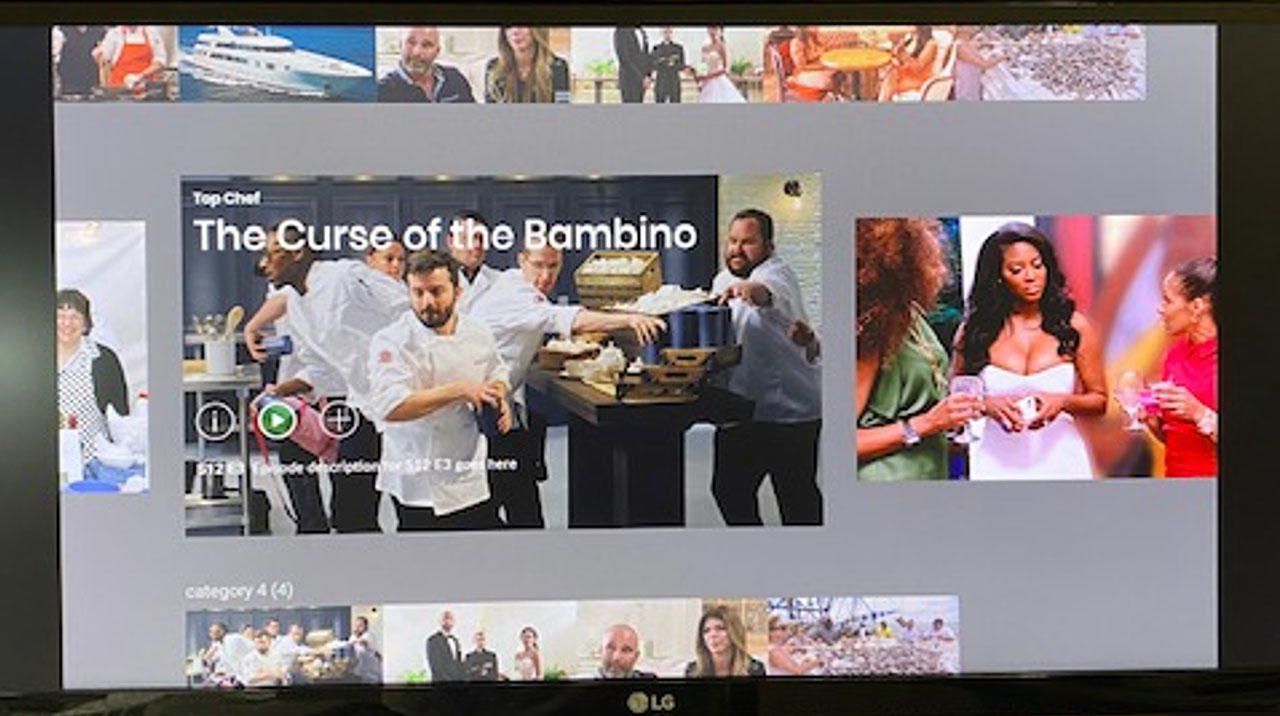 Top Chef
The Curse of the Bambino
S12 E3 Episode description for S12 E3 goes here
category 4 (4)
LG